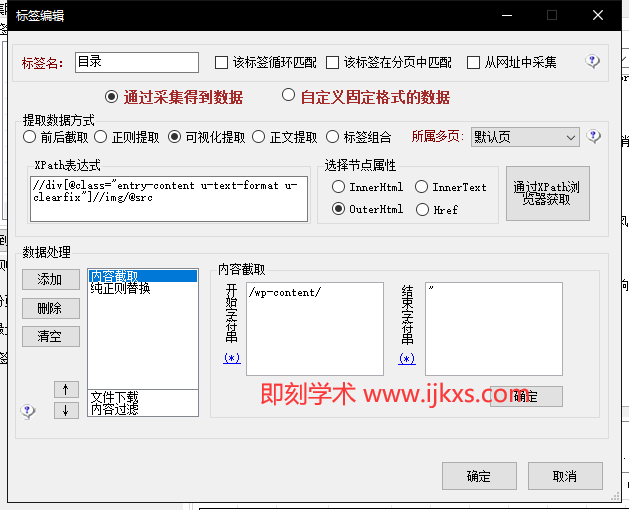 标签编辑
标签名: 目录 该标签循环匹配 该标签在分页中匹配 从网址中采集
通过采集得到数据 自定义固定格式的数据
提取数据方式
前后截取 正则提取 可视化提取 正文提取 标签组合 所属多页: 默认页
XPath表达式
//div[@class="entry-content u-text-format u-
clearfix"]//img/@src
选择节点属性
InnerHtml InnerText
OuterHtml Href
通过XPath浏
览器获取
数据处理
添加
删除
清空
↑
↓
内容截取
纯正则替换
文件下载
内容过滤
内容截取
开始字符串
(*)
/wp-content/
结束字符串
(*)
"
确定
即刻学术 www.ijkxs.com
确定 取消